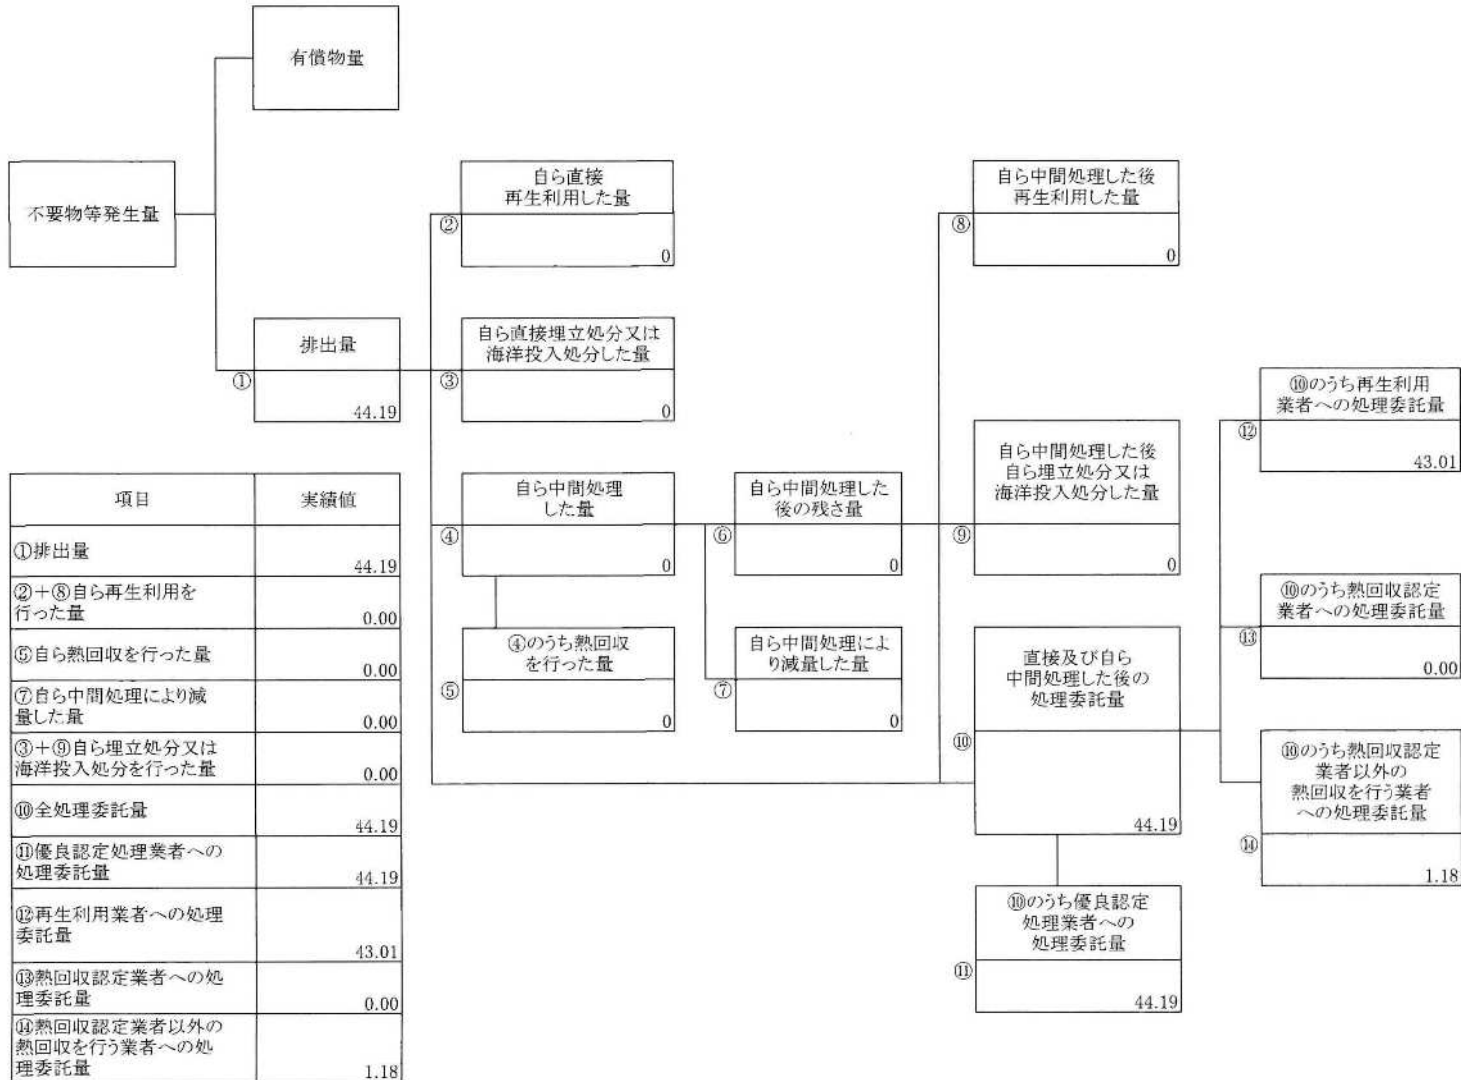 有償物量
不要物等発生量
自ら直接
再生利用した量
②
0
自ら中間処理した後
再生利用した量
⑧
0
排出量
①
44.19
自ら直接埋立処分又は
海洋投入処分した量
③
0
⑩のうち再生利用
業者への処理委託量
⑫
43.01
自ら中間処理
した量
④
0
自ら中間処理した
後の残さ量
⑥
0
自ら中間処理した後
自ら埋立処分又は
海洋投入処分した量
⑨
0
④のうち熱回収
を行った量
⑤
0
自ら中間処理によ
り減量した量
⑦
0
直接及び自ら
中間処理した後の
処理委託量
⑩
44.19
⑩のうち熱回収認定
業者への処理委託量
⑬
0.00
⑩のうち熱回収認定
業者以外の
熱回収を行う業者
への処理委託量
⑭
1.18
⑩のうち優良認定
処理業者への
処理委託量
⑪
44.19
項目 実績値
①排出量 44.19
②＋⑧自ら再生利用を
行った量 0.00
⑤自ら熱回収を行った量 0.00
⑦自ら中間処理により減
量した量 0.00
③＋⑨自ら埋立処分又は
海洋投入処分を行った量 0.00
⑩全処理委託量 44.19
⑪優良認定処理業者への
処理委託量 44.19
⑫再生利用業者への処理
委託量 43.01
⑬熱回収認定業者への処
理委託量 0.00
⑭熱回収認定業者以外の
熱回収を行う業者への処
理委託量 1.18